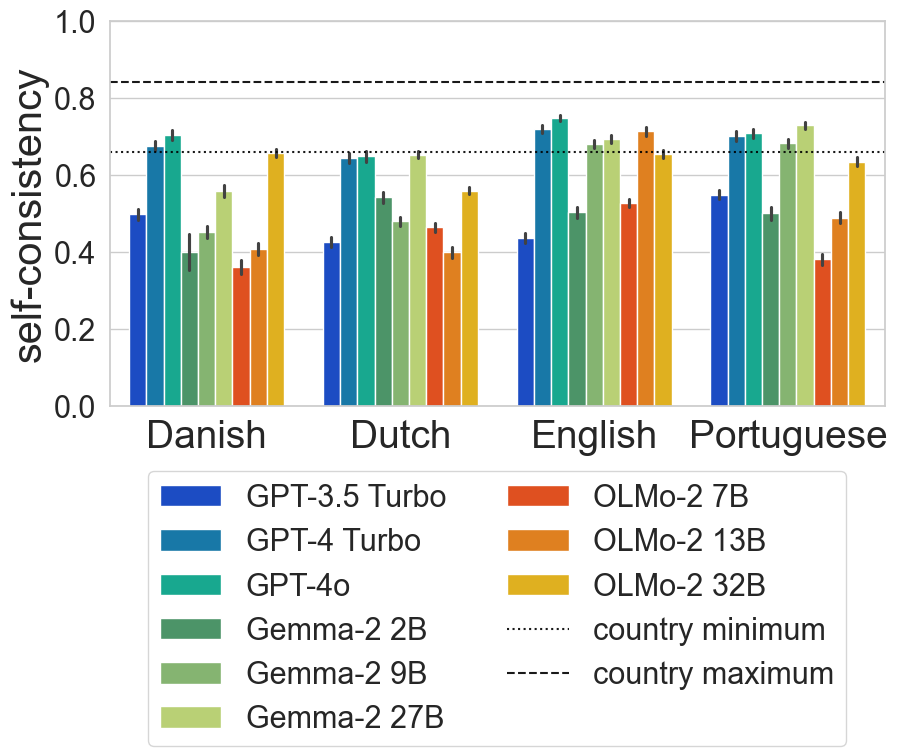 self-consistency
1.0
0.8
0.6
0.4
0.2
0.0
Danish
Dutch
English
Portuguese
GPT-3.5 Turbo
GPT-4 Turbo
GPT-4o
Gemma-2 2B
Gemma-2 9B
Gemma-2 27B
OLMo-2 7B
OLMo-2 13B
OLMo-2 32B
country minimum
country maximum